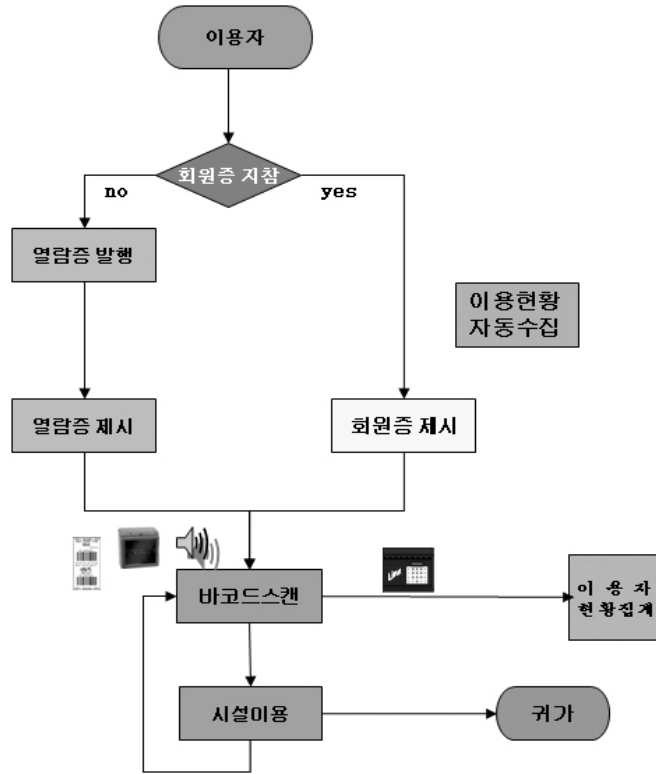 이용자
회원증 지참
no
yes
열람증 발행
이용현황
자동수집
열람증 제시
회원증 제시
바코드스캔
이 용 자
현황집계
시설이용
귀가